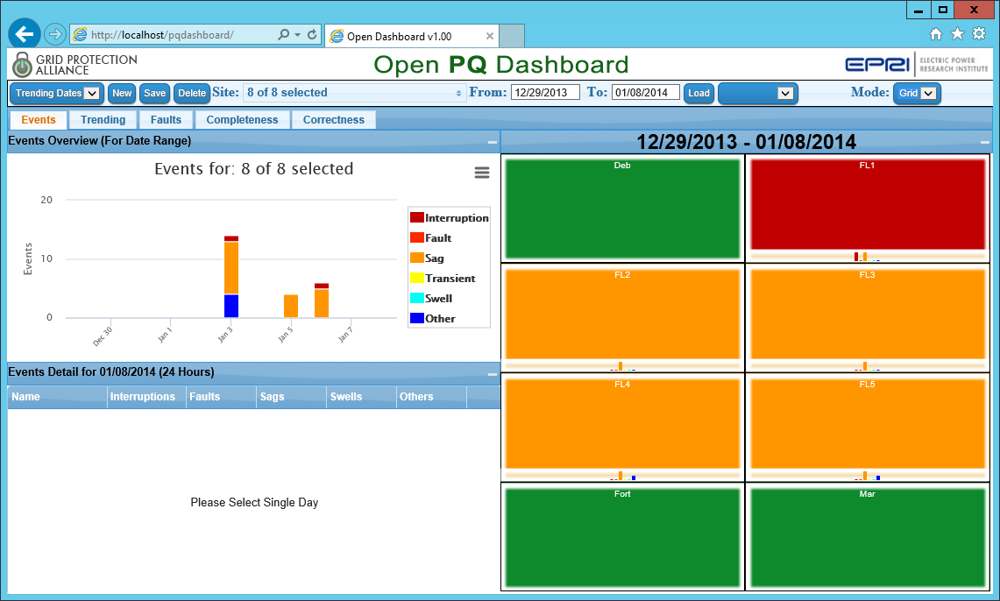 http://localhost/pqdashboard/
Open Dashboard v1.00
GRID PROTECTION
ALLIANCE
Open PQ Dashboard
EPRI
ELECTRIC POWER
RESEARCH INSTITUTE
Trending Dates New Save Delete Site: 8 of 8 selected From: 12/29/2013 To: 01/08/2014 Load Mode: Grid
Events Trending Faults Completeness Correctness
Events Overview (For Date Range)
12/29/2013 - 01/08/2014
Events for: 8 of 8 selected
20
10
0
Events
Dec 30
Jan 1
Jan 3
Jan 5
Jan 7
Interruption
Fault
Sag
Transient
Swell
Other
Events Detail for 01/08/2014 (24 Hours)
Name Interruptions Faults Sags Swells Others
Please Select Single Day
Deb
FL1
FL2
FL3
FL4
FL5
Fort
Mar